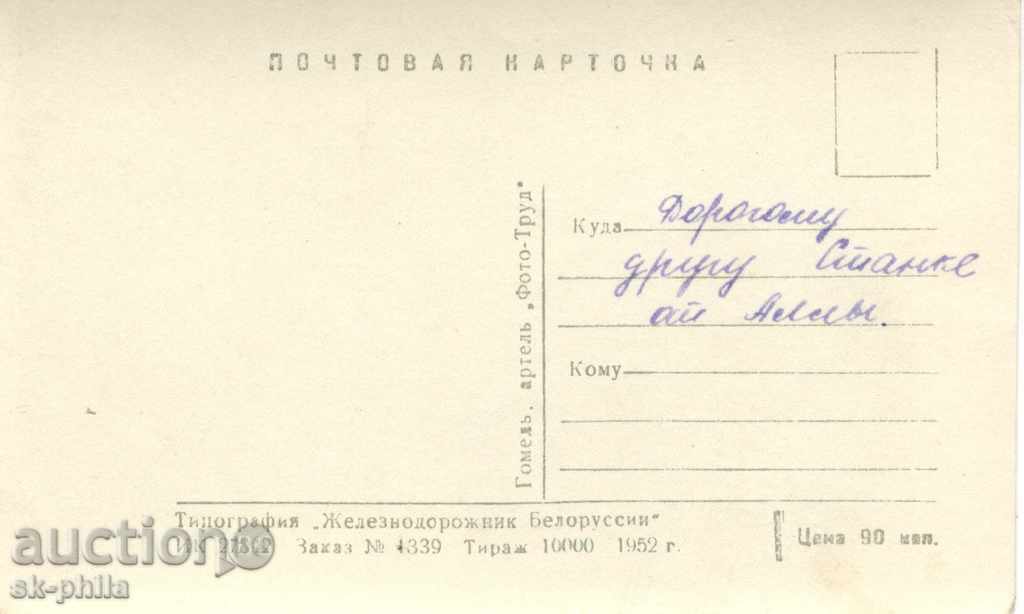 ПОЧТОВАЯ КАРТОЧКА
Куда Дорогому
другу Станке
от Аллы.
Кому
Гомель, артель „Фото-Труд"
Типография „Железнодорожник Белоруссии"
Заказ № 4339 Тираж 10000 1952 г.
Цена 90 коп.
auction
sk-phila